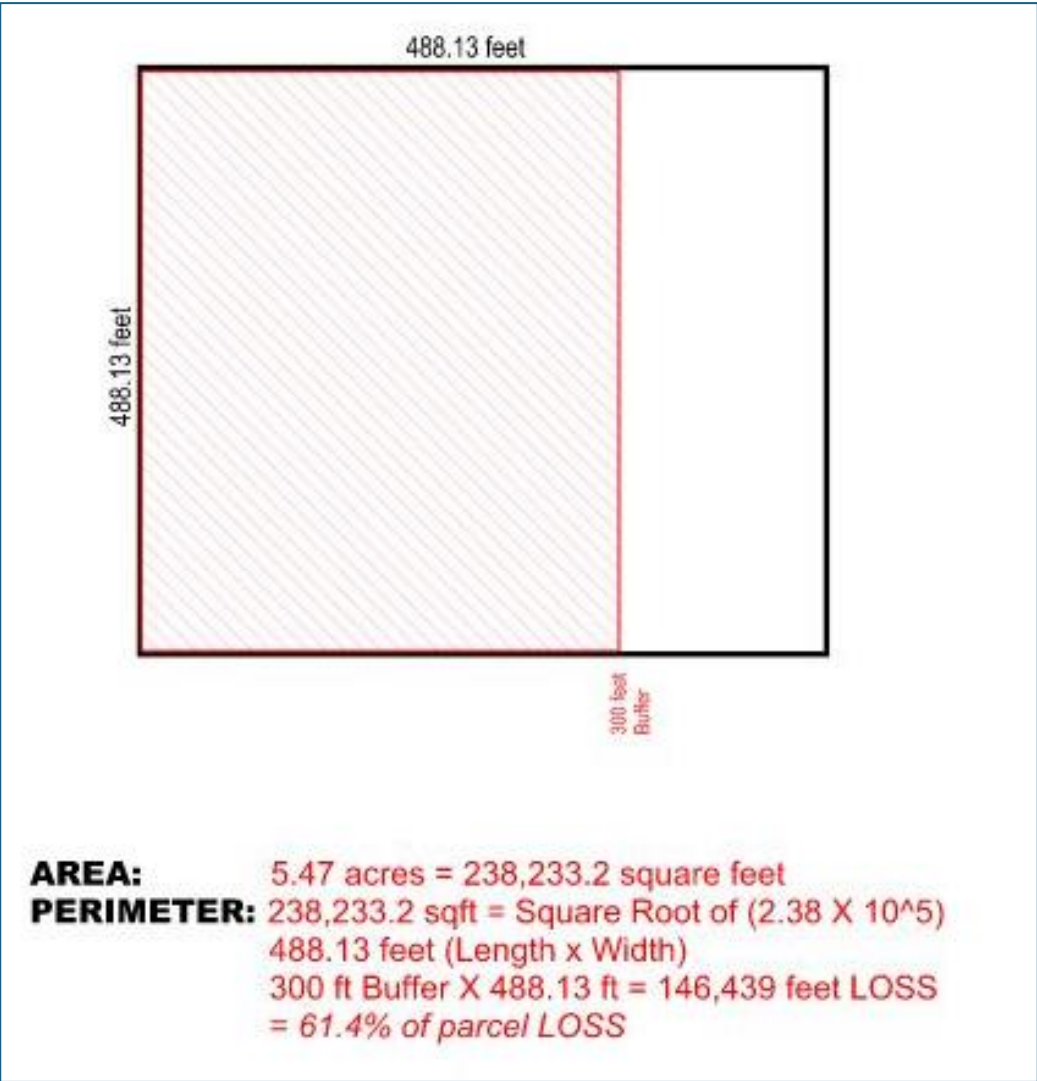 488.13 feet
488.13 feet
300 feet
Buffer
AREA: 5.47 acres = 238,233.2 square feet
PERIMETER: 238,233.2 sqft = Square Root of (2.38 X 10^5)
488.13 feet (Length x Width)
300 ft Buffer X 488.13 ft = 146,439 feet LOSS
= 61.4% of parcel LOSS